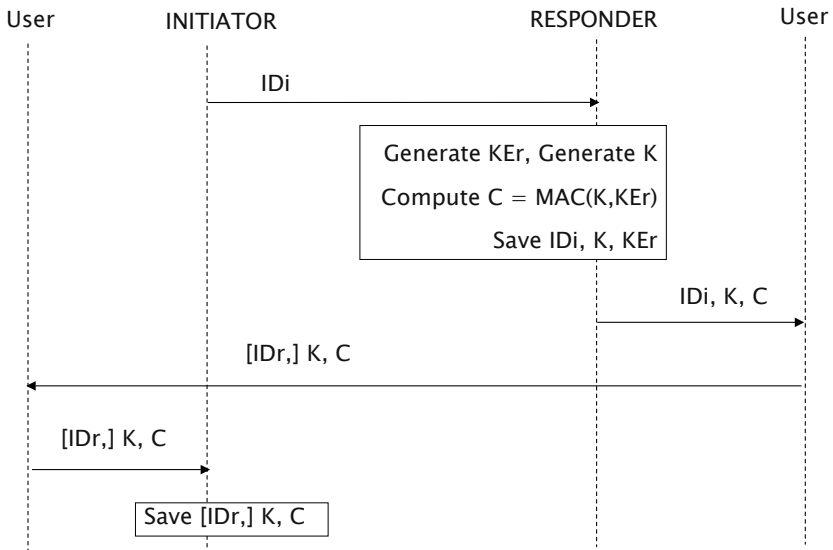 User
INITIATOR
RESPONDER
User
IDi
Generate KEr, Generate K
Compute C = MAC(K,KEr)
Save IDi, K, KEr
IDi, K, C
[IDr,] K, C
[IDr,] K, C
Save [IDr,] K, C